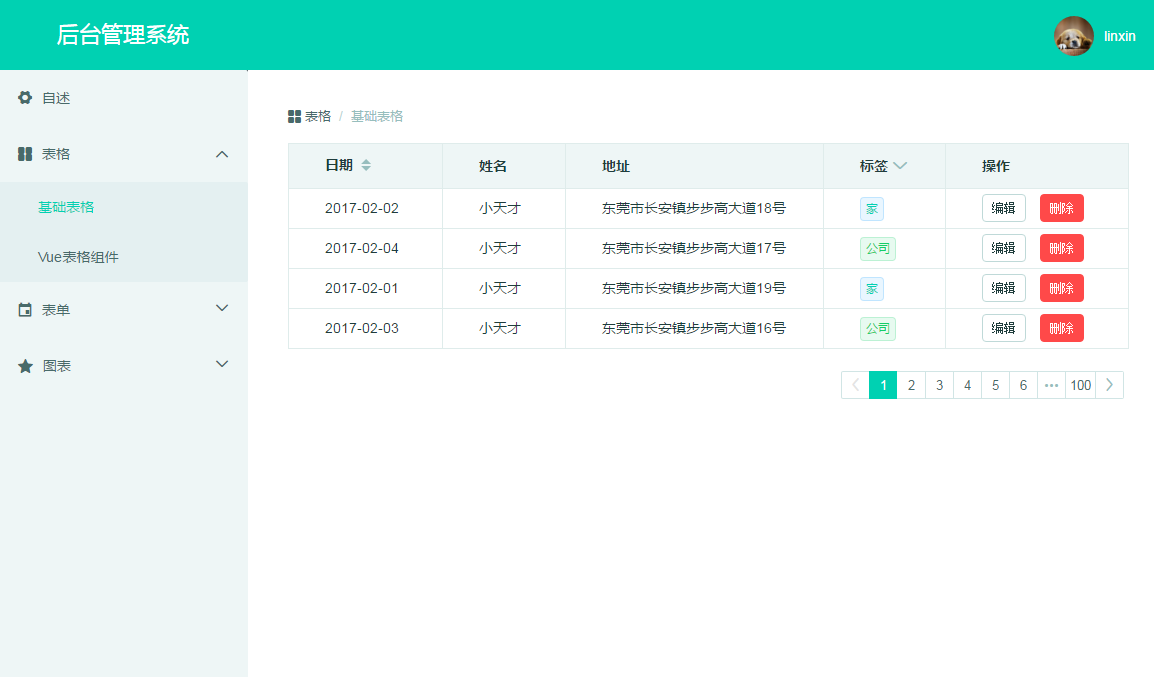 后台管理系统
linxin
自述
表格
基础表格
Vue表格组件
表单
图表
表格 / 基础表格
日期 姓名 地址 标签 操作
2017-02-02 小天才 东莞市长安镇步步高大道18号 家 编辑 删除
2017-02-04 小天才 东莞市长安镇步步高大道17号 公司 编辑 删除
2017-02-01 小天才 东莞市长安镇步步高大道19号 家 编辑 删除
2017-02-03 小天才 东莞市长安镇步步高大道16号 公司 编辑 删除
1 2 3 4 5 6 ••• 100